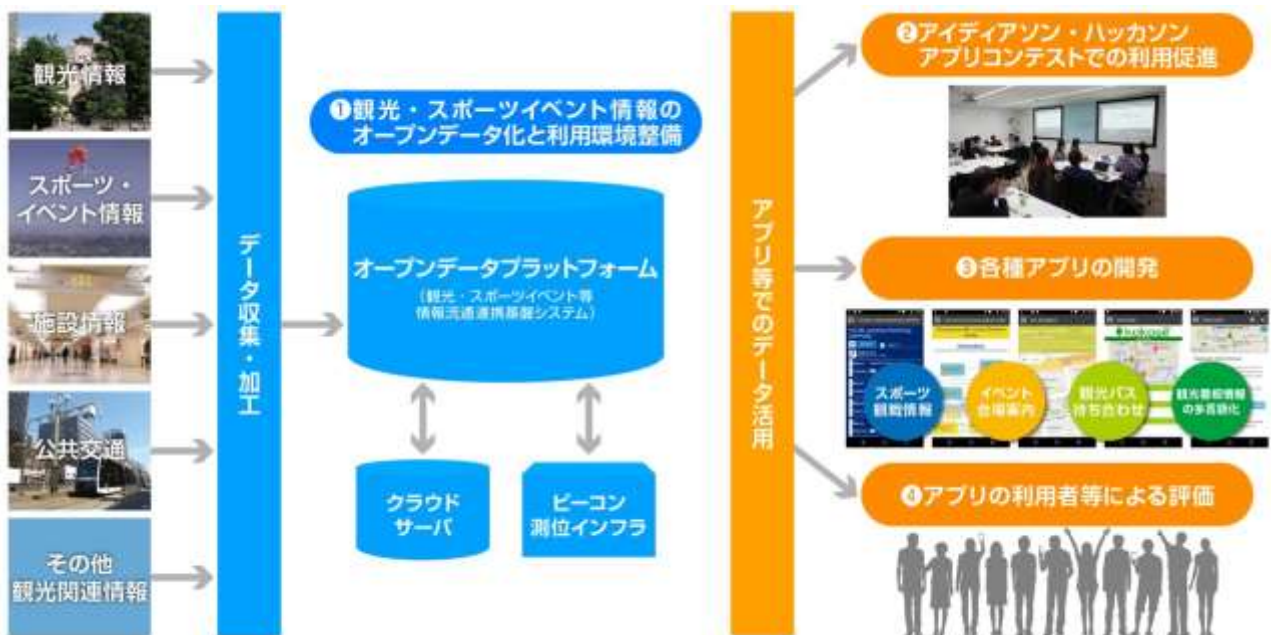 観光情報
スポーツ・
イベント情報
施設情報
公共交通
その他
観光関連情報
データ収集・加工
❶観光・スポーツイベント情報の
オープンデータ化と利用環境整備
オープンデータプラットフォーム
(観光・スポーツイベント等
情報流通連携基盤システム)
クラウド
サーバ
ビーコン
測位インフラ
アプリ等でのデータ活用
❷アイディアソン・ハッカソン
アプリコンテストでの利用促進
❸各種アプリの開発
kokosil
スポーツ
観戦情報
イベント
会場案内
観光バス
待ち合わせ
観光看板情報
の多言語化
❹アプリの利用者等による評価